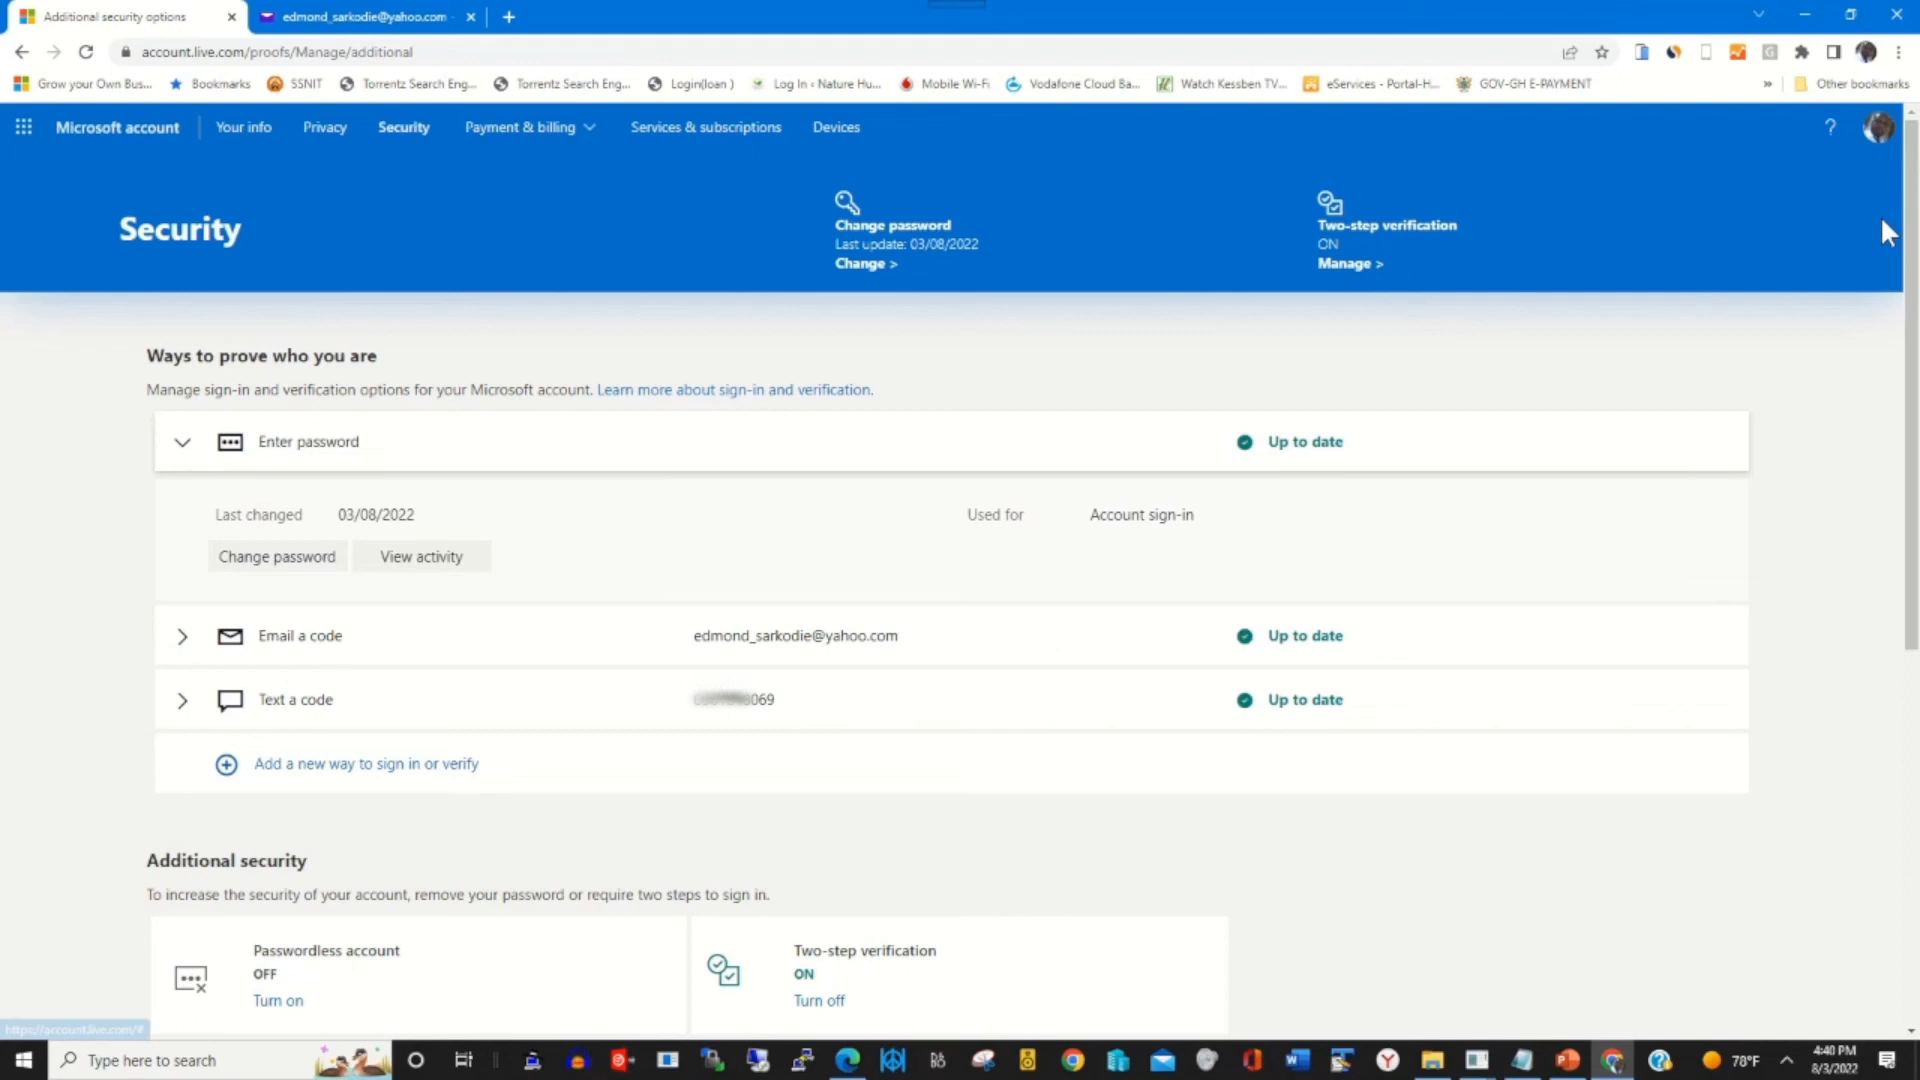 Additional security options
edmond_sarkodie@yahoo.com -
account.live.com/proofs/Manage/additional
Grow your Own Bus...
Bookmarks
SSNIT
Torrentz Search Eng...
Torrentz Search Eng...
Login(loan )
Log In ‹ Nature Hu...
Mobile Wi-Fi
Vodafone Cloud Ba...
Watch Kessben TV...
eServices - Portal-H...
GOV-GH E-PAYMENT
»
Other bookmarks
Microsoft account
Your info
Privacy
Security
Payment & billing
Services & subscriptions
Devices
?
Security
Change password
Last update: 03/08/2022
Change >
Two-step verification
ON
Manage >
Ways to prove who you are
Manage sign-in and verification options for your Microsoft account. Learn more about sign-in and verification.
Enter password
Up to date
Last changed 03/08/2022
Used for Account sign-in
Change password
View activity
Email a code
edmond_sarkodie@yahoo.com
Up to date
Text a code
069
Up to date
Add a new way to sign in or verify
Additional security
To increase the security of your account, remove your password or require two steps to sign in.
Passwordless account
OFF
Turn on
Two-step verification
ON
Turn off
https://account.live.com/#
Type here to search
78°F
4:40 PM
8/3/2022